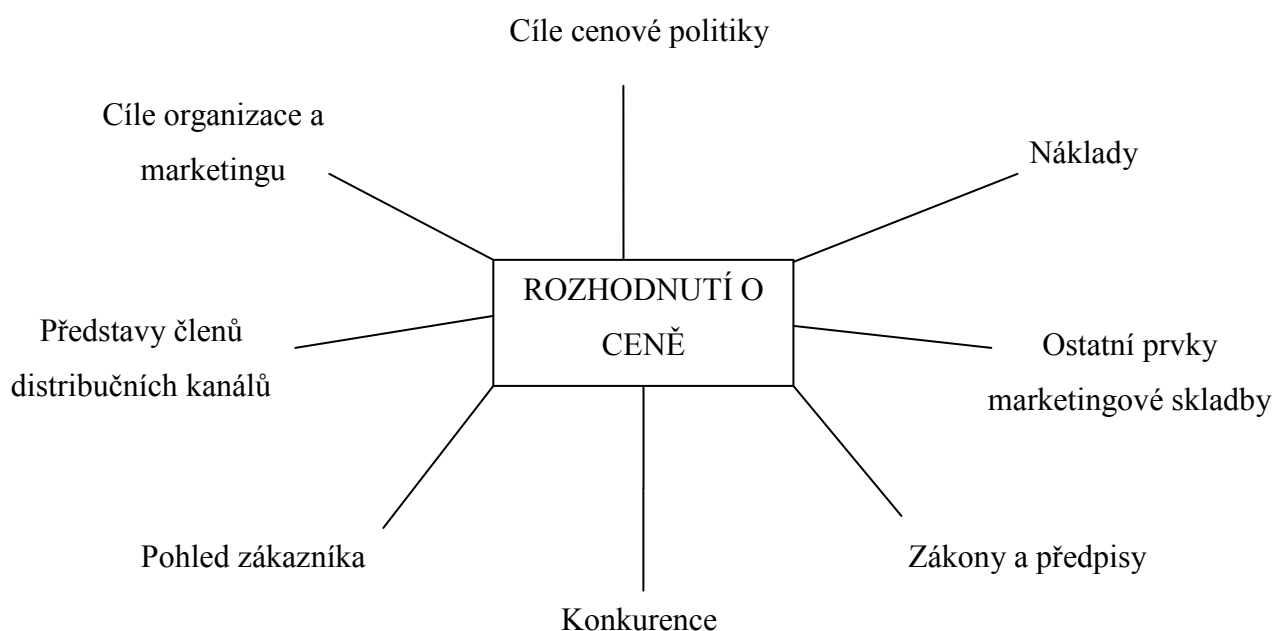 Cíle cenové politiky
Cíle organizace a
marketingu
Náklady
ROZHODNUTÍ O
CENĚ
Představy členů
distribučních kanálů
Ostatní prvky
marketingové skladby
Pohled zákazníka
Zákony a předpisy
Konkurence